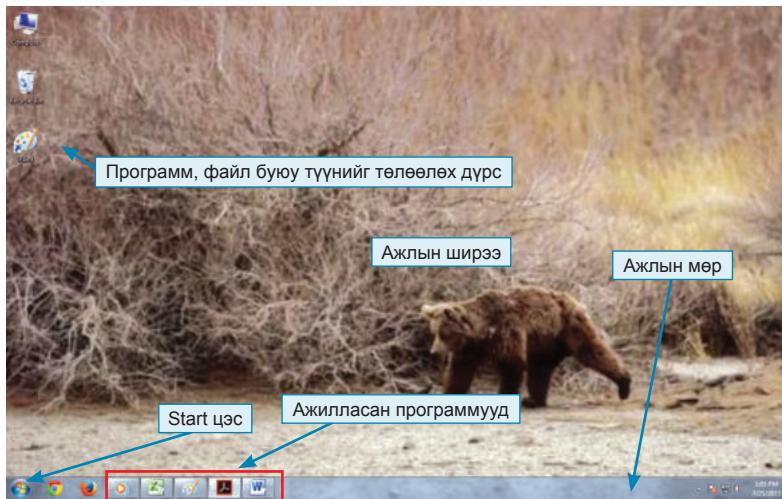 Программ, файл буюу түүнийг төлөөлөх дүрс
Ажлын ширээ
Ажлын мөр
Ажилласан программууд
Start цэс